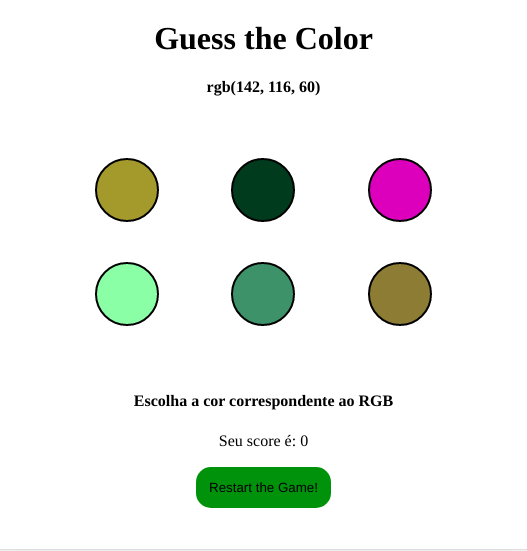 Guess the Color
rgb(142, 116, 60)
Escolha a cor correspondente ao RGB
Seu score é: 0
Restart the Game!